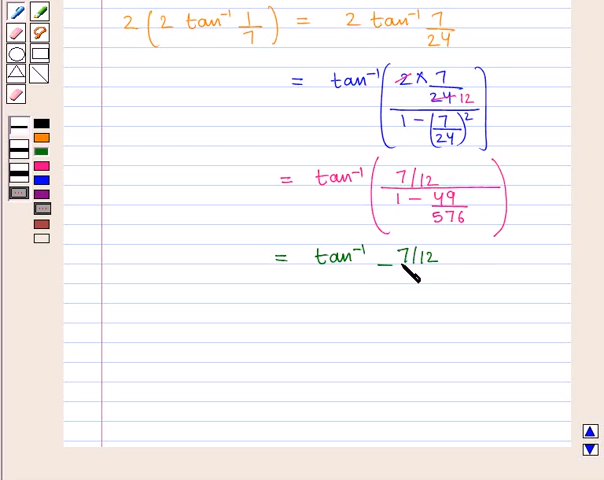 2 ( 2 tan⁻¹ 1/7 ) = 2 tan⁻¹ 7/24
= tan⁻¹ ( (2 × 7/24 12) / (1 − (7/24)²) )
= tan⁻¹ ( (7/12) / (1 − 49/576) )
= tan⁻¹ 7/12